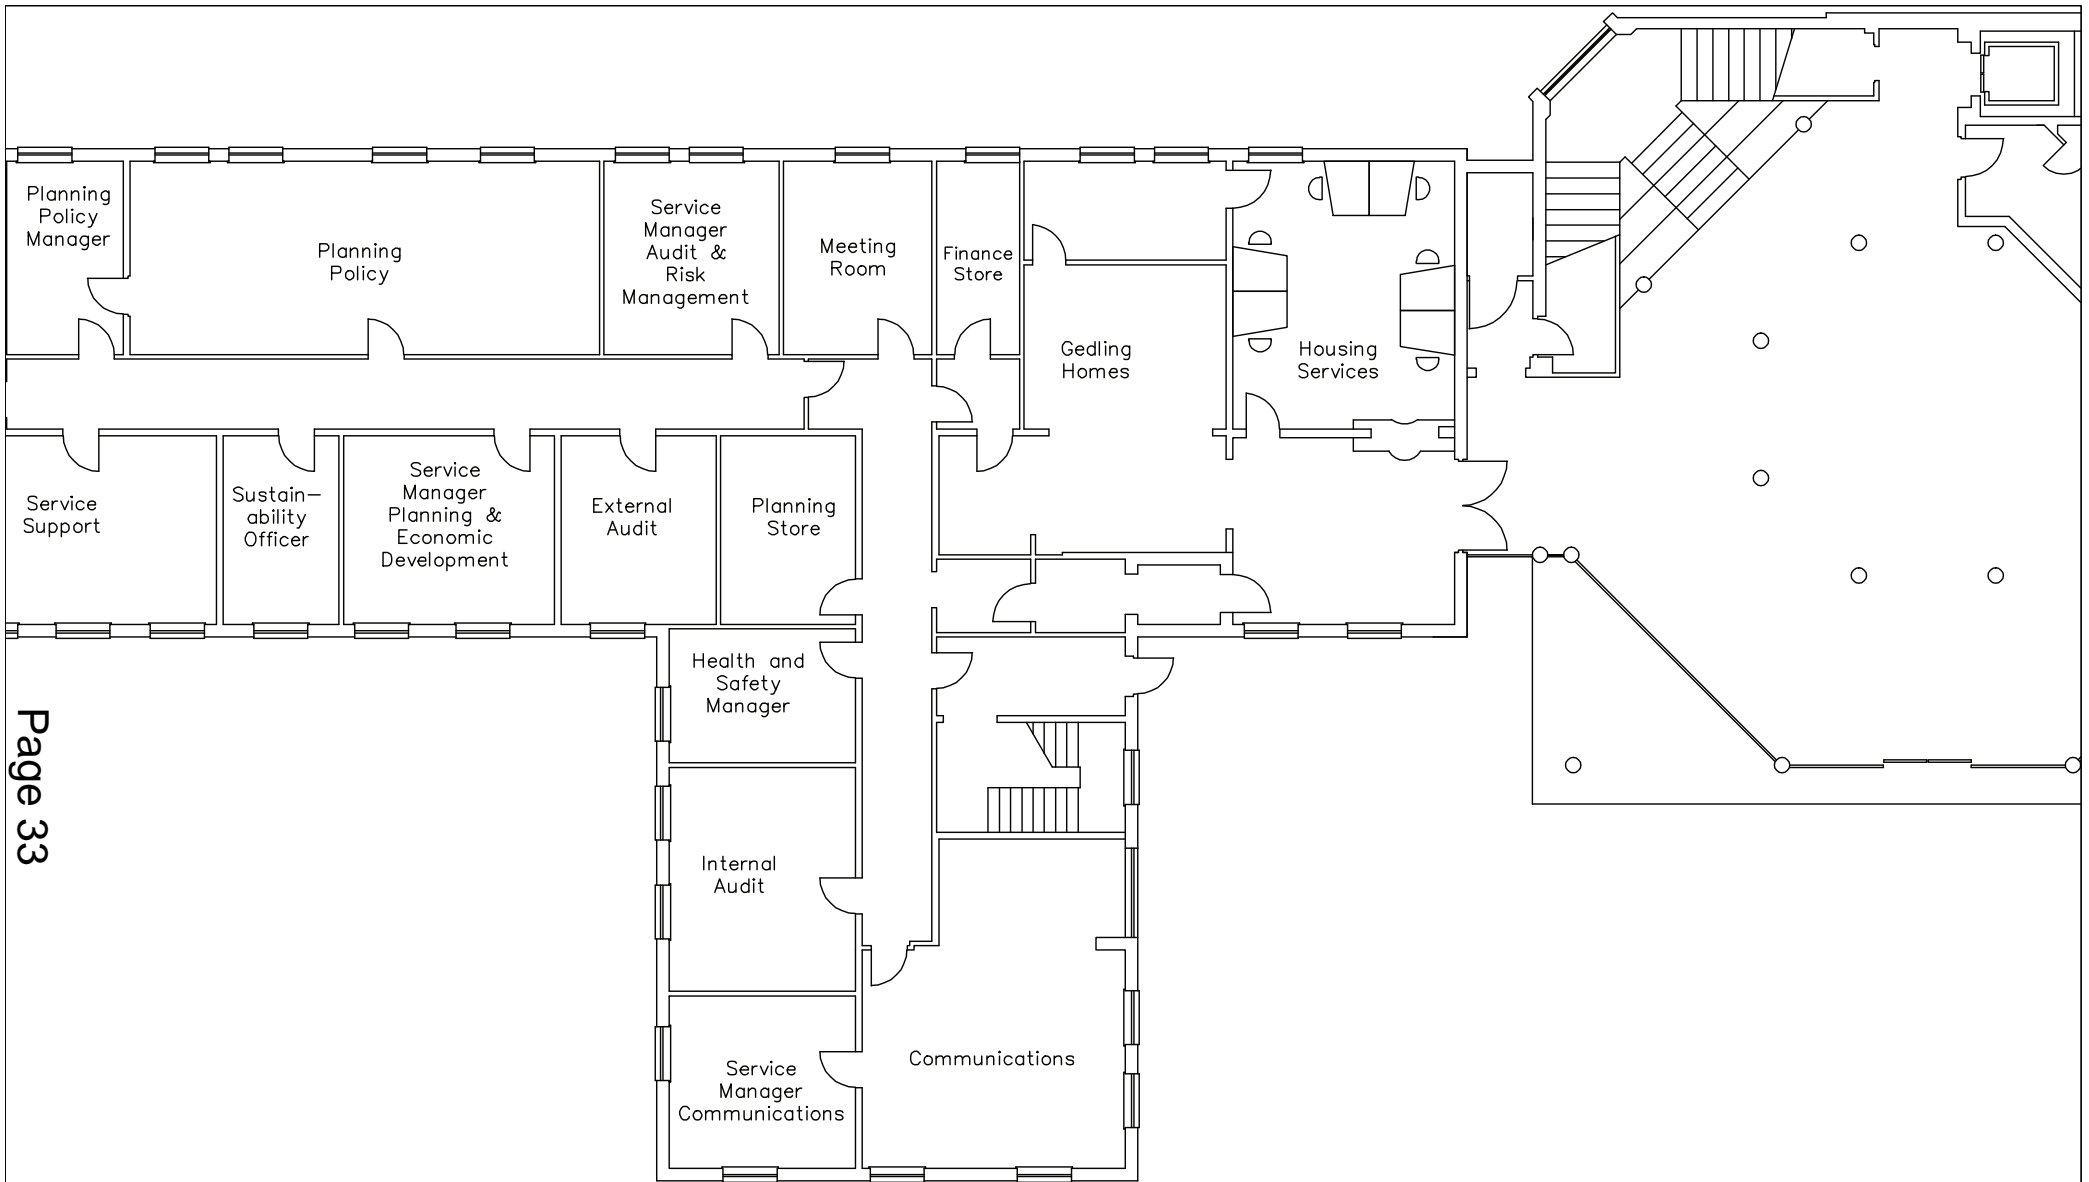 Planning
Policy
Manager
Planning
Policy
Service
Manager
Audit &
Risk
Management
Meeting
Room
Finance
Store
Gedling
Homes
Housing
Services
Service
Support
Sustain-
ability
Officer
Service
Manager
Planning &
Economic
Development
External
Audit
Planning
Store
Health and
Safety
Manager
Internal
Audit
Service
Manager
Communications
Communications
Page 33